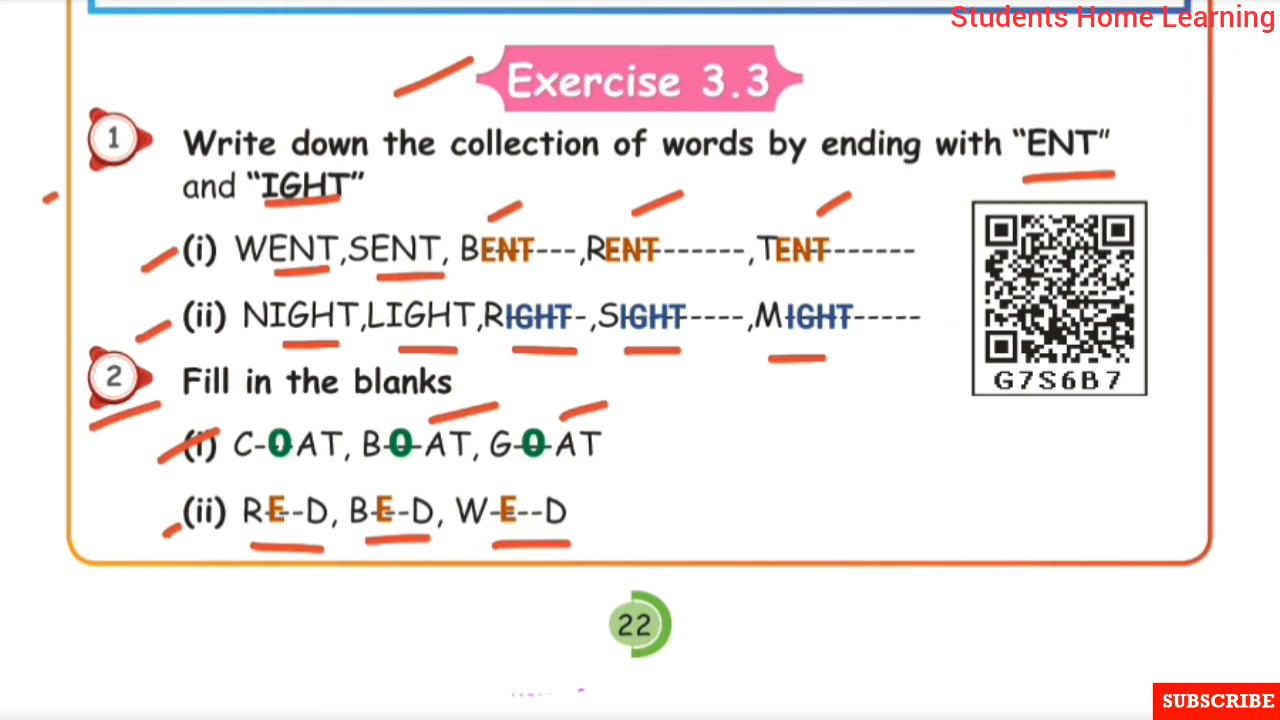 Students Home Learning
Exercise 3.3
1 Write down the collection of words by ending with “ENT”
and “IGHT”
(i) WENT,SENT, BENT---,RENT-------,TENT-------
(ii) NIGHT,LIGHT,RIGHT-,SIGHT----,MIGHT-----
G7S6B7
2 Fill in the blanks
(i) C-OAT, B-O-AT, G-O-AT
(ii) RE--D, B-E-D, W-E--D
22
SUBSCRIBE